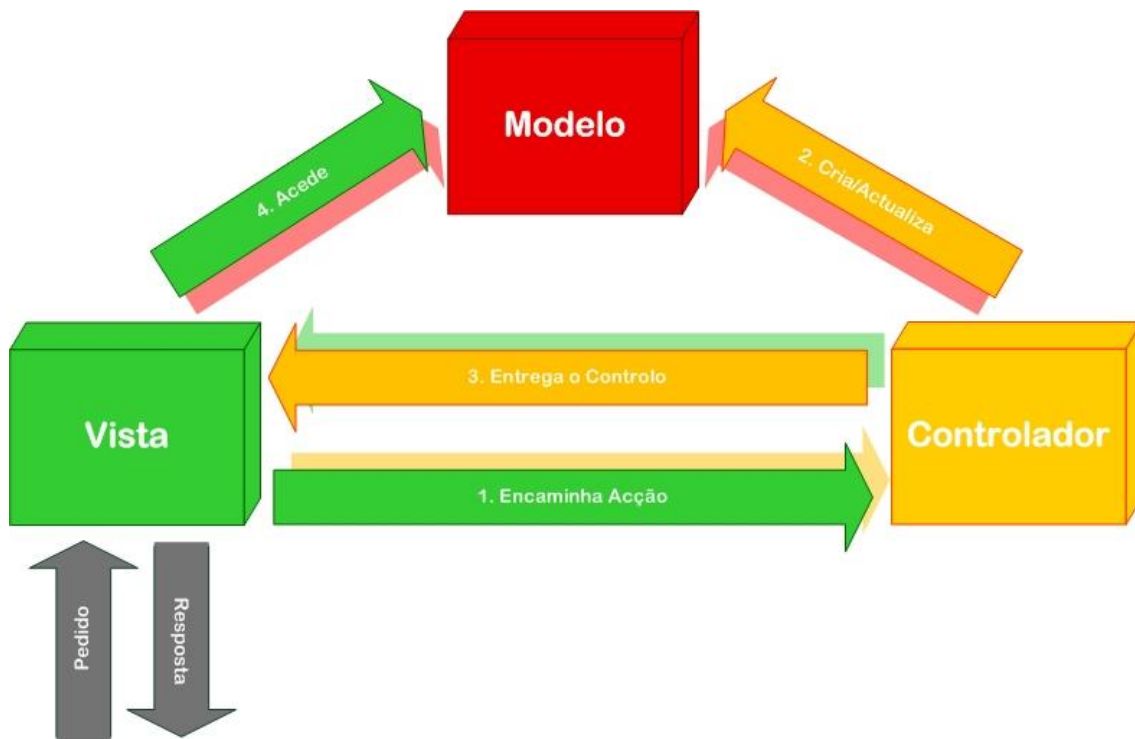 Modelo
4. Acede
2. Cria/Actualiza
3. Entrega o Controlo
Vista
Controlador
1. Encaminha Acção
Pedido
Resposta